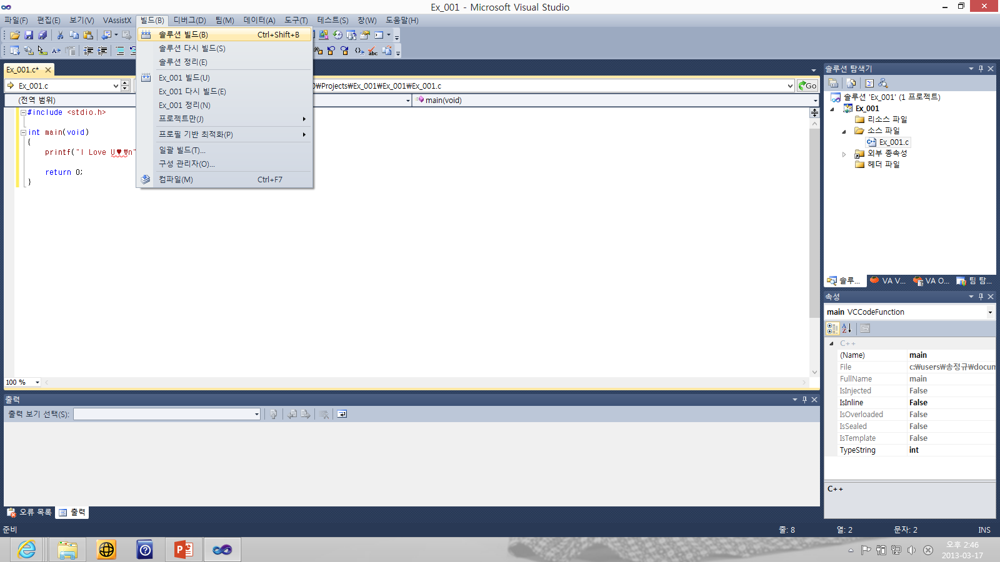 Ex_001 - Microsoft Visual Studio
파일(F) 편집(E) 보기(V) VAssistX 빌드(B) 디버그(D) 팀(M) 데이터(A) 도구(T) 테스트(S) 창(W) 도움말(H)
솔루션 빌드(B) Ctrl+Shift+B
솔루션 다시 빌드(S)
솔루션 정리(E)
Ex_001 빌드(U)
Ex_001 다시 빌드(E)
Ex_001 정리(N)
프로젝트만(J)
프로필 기반 최적화(P)
일괄 빌드(T)...
구성 관리자(O)...
컴파일(M) Ctrl+F7
Ex_001.c*
Ex_001.c
₩Projects₩Ex_001₩Ex_001₩Ex_001.c
Go
(전역 범위)
main(void)
#include <stdio.h>
int main(void)
{
printf("I Love U♥₩n"
return 0;
}
100 %
솔루션 탐색기
솔루션 'Ex_001' (1 프로젝트)
Ex_001
리소스 파일
소스 파일
Ex_001.c
외부 종속성
헤더 파일
솔루... VA V... VA O... 팀 탐...
속성
main VCCodeFunction
C++
(Name) main
File c:₩users₩송정규₩docum
FullName main
IsInjected False
IsInline False
IsOverloaded False
IsSealed False
IsTemplate False
TypeString int
C++
출력
출력 보기 선택(S):
오류 목록 출력
준비
줄: 8 열: 2 문자: 2 INS
오후 2:46
2013-03-17